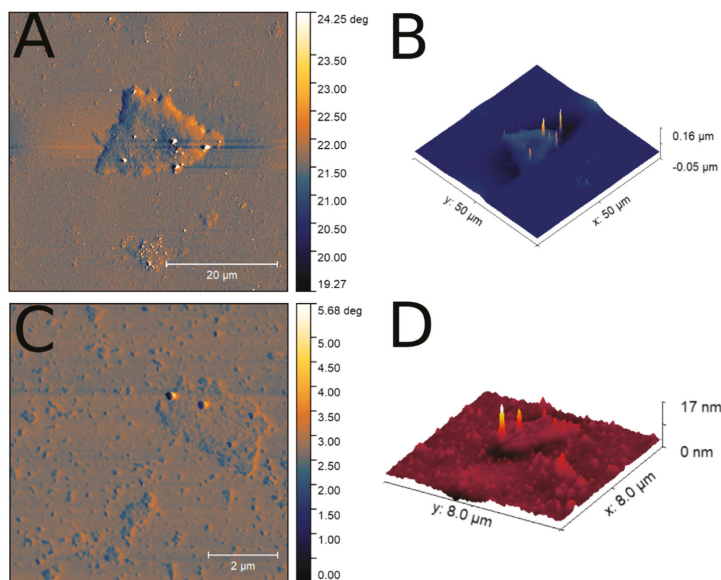 A
24.25 deg
23.50
23.00
22.50
22.00
21.50
21.00
20.50
20.00
19.27
20 µm
B
0.16 µm
-0.05 µm
y: 50 µm
x: 50 µm
C
5.68 deg
5.00
4.50
4.00
3.50
3.00
2.50
2.00
1.50
1.00
0.00
2 µm
D
17 nm
0 nm
y: 8.0 µm
x: 8.0 µm